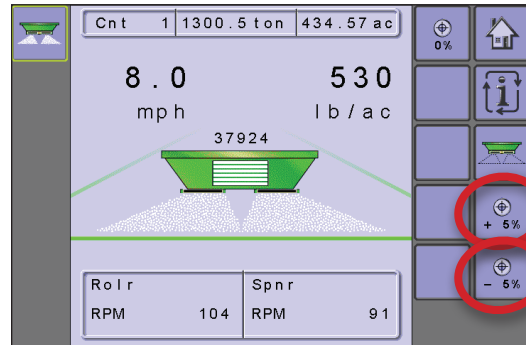 Cnt 1 1300.5 ton 434.57 ac
0%
8.0 530
mph lb/ac
37924
+ 5%
- 5%
Rolr Spnr
RPM 104 RPM 91